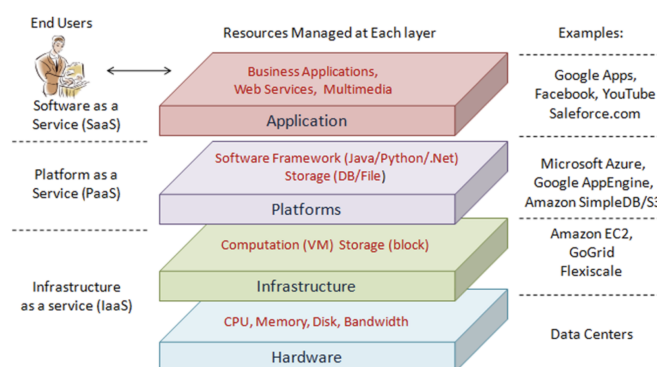 End Users
Resources Managed at Each layer
Examples:
Business Applications,
Web Services, Multimedia
Application
Software as a
Service (SaaS)
Google Apps,
Facebook, YouTube
Saleforce.com
Software Framework (Java/Python/.Net)
Storage (DB/File)
Platforms
Platform as a
Service (PaaS)
Microsoft Azure,
Google AppEngine,
Amazon SimpleDB/S3
Computation (VM) Storage (block)
Infrastructure
Amazon EC2,
GoGrid
Flexiscale
Infrastructure
as a service (IaaS)
CPU, Memory, Disk, Bandwidth
Hardware
Data Centers